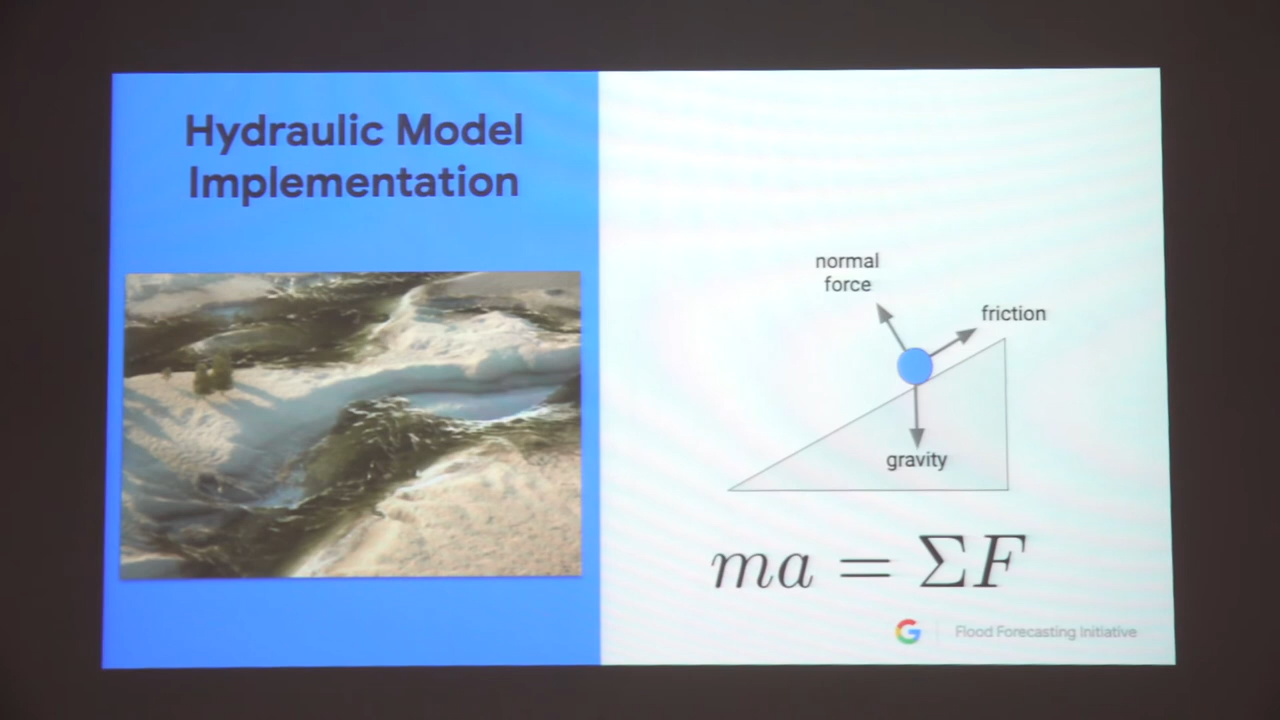 Hydraulic Model
Implementation
normal
force
friction
gravity
ma = ΣF
Flood Forecasting Initiative